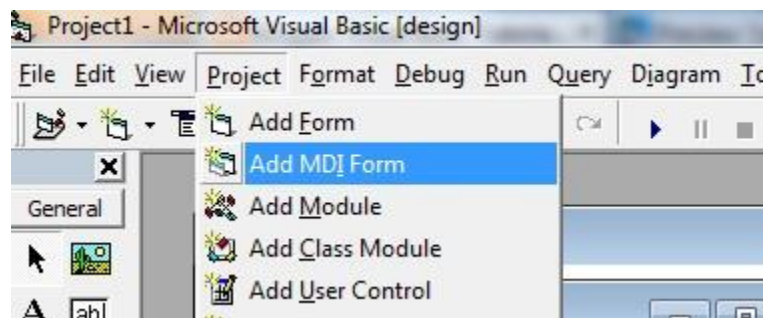 Project1 - Microsoft Visual Basic [design]
File Edit View Project Format Debug Run Query Diagram
Add Form
Add MDI Form
General
Add Module
Add Class Module
Add User Control
A ab|